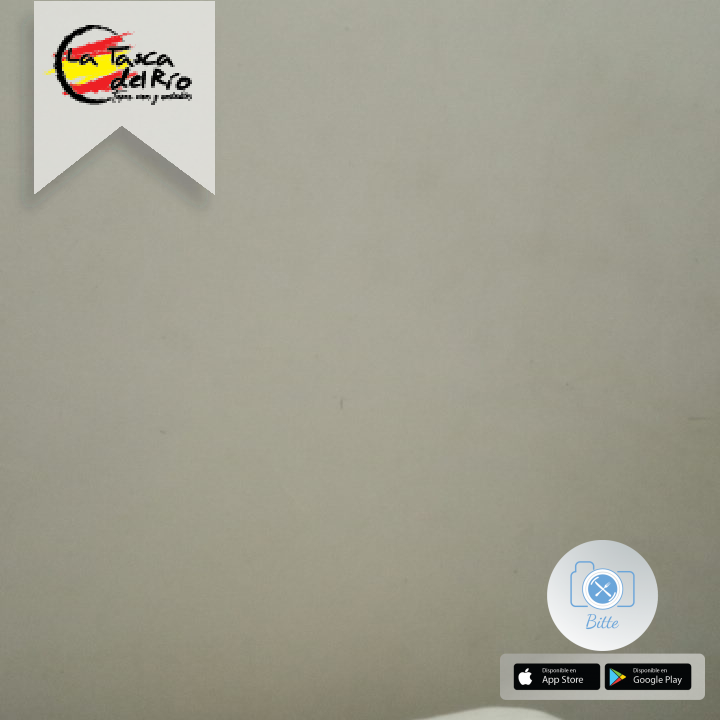 La Tasca
del Río
Tapas, vinos y embutidos
Bitte
Disponible en
App Store
Disponible en
Google Play